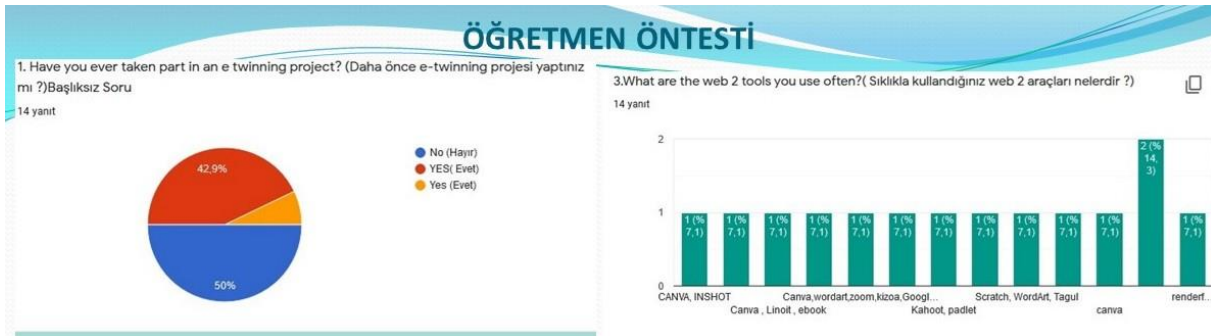 ÖĞRETMEN ÖNTESTİ
1. Have you ever taken part in an e twinning project? (Daha önce e-twinning projesi yaptınız
mı ?)Başlıksız Soru
14 yanıt
42,9%
50%
No (Hayır)
YES( Evet)
Yes (Evet)
3.What are the web 2 tools you use often?( Sıklıkla kullandığınız web 2 araçları nelerdir ?)
14 yanıt
2
1
0
1 (%
7,1)
1 (%
7,1)
1 (%
7,1)
1 (%
7,1)
1 (%
7,1)
1 (%
7,1)
1 (%
7,1)
1 (%
7,1)
1 (%
7,1)
1 (%
7,1)
1 (%
7,1)
2 (%
14,
3)
1 (%
7,1)
CANVA, INSHOT
Canva , Linoit , ebook
Canva,wordart,zoom,kizoa,Googl...
Kahoot, padlet
Scratch, WordArt, Tagul
canva
renderf...